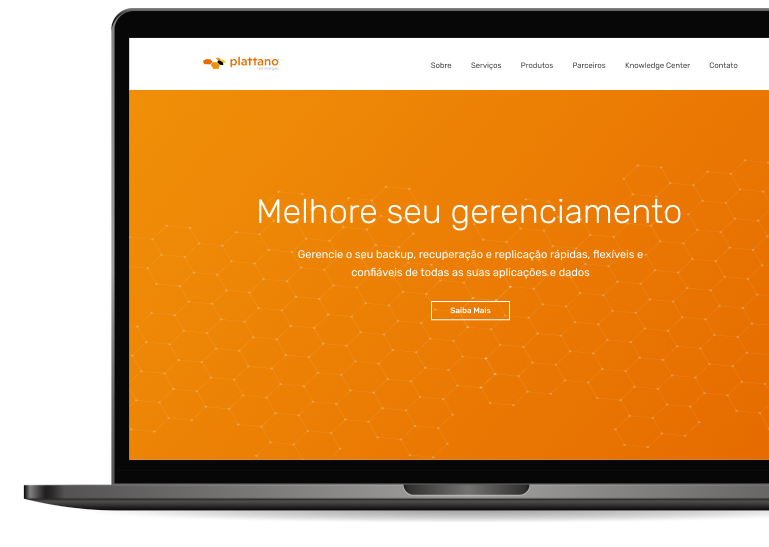 plattano
Sobre Serviços Produtos Parceiros Knowledge Center Contato
Melhore seu gerenciamento
Gerencie o seu backup, recuperação e replicação rápidas, flexíveis e
confiáveis de todas as suas aplicações e dados
Saiba Mais